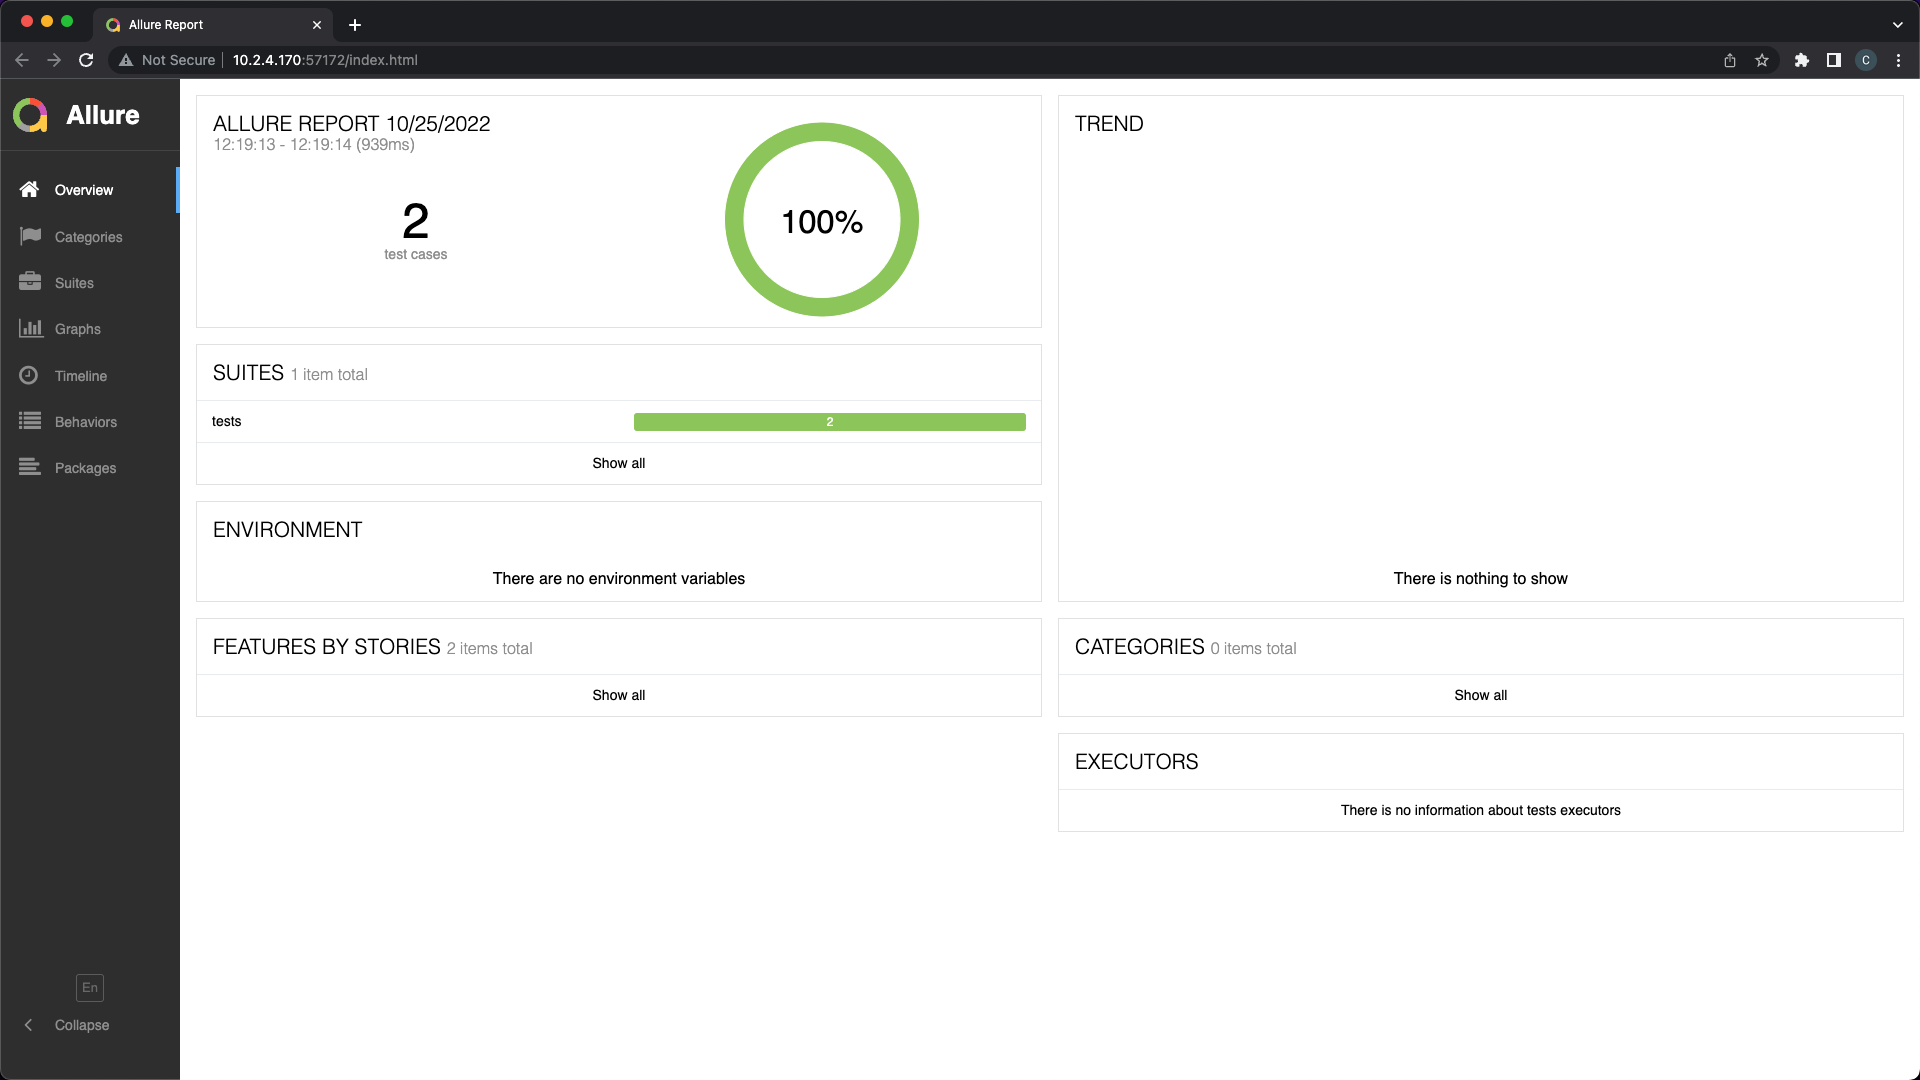 Allure Report
Not Secure
10.2.4.170:57172/index.html
C
Allure
Overview
Categories
Suites
Graphs
Timeline
Behaviors
Packages
En
Collapse
ALLURE REPORT 10/25/2022
12:19:13 - 12:19:14 (939ms)
2
test cases
100%
SUITES 1 item total
tests
2
Show all
ENVIRONMENT
There are no environment variables
FEATURES BY STORIES 2 items total
Show all
TREND
There is nothing to show
CATEGORIES 0 items total
Show all
EXECUTORS
There is no information about tests executors